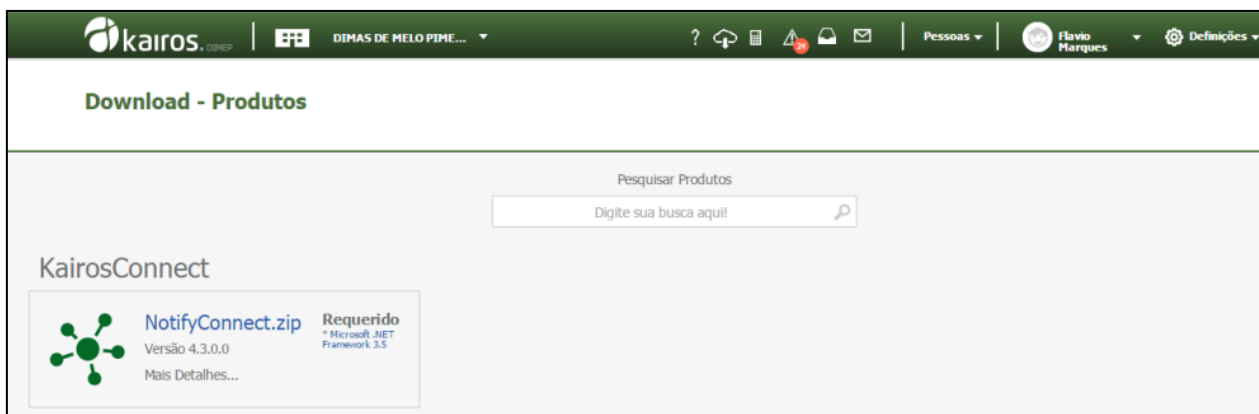 kairos. DIMEP
DIMAS DE MELO PIME...
?
24
Pessoas
Flavio
Marques
Definições
Download - Produtos
Pesquisar Produtos
Digite sua busca aqui!
KairosConnect
NotifyConnect.zip
Versão 4.3.0.0
Mais Detalhes...
Requerido
* Microsoft .NET
Framework 3.5